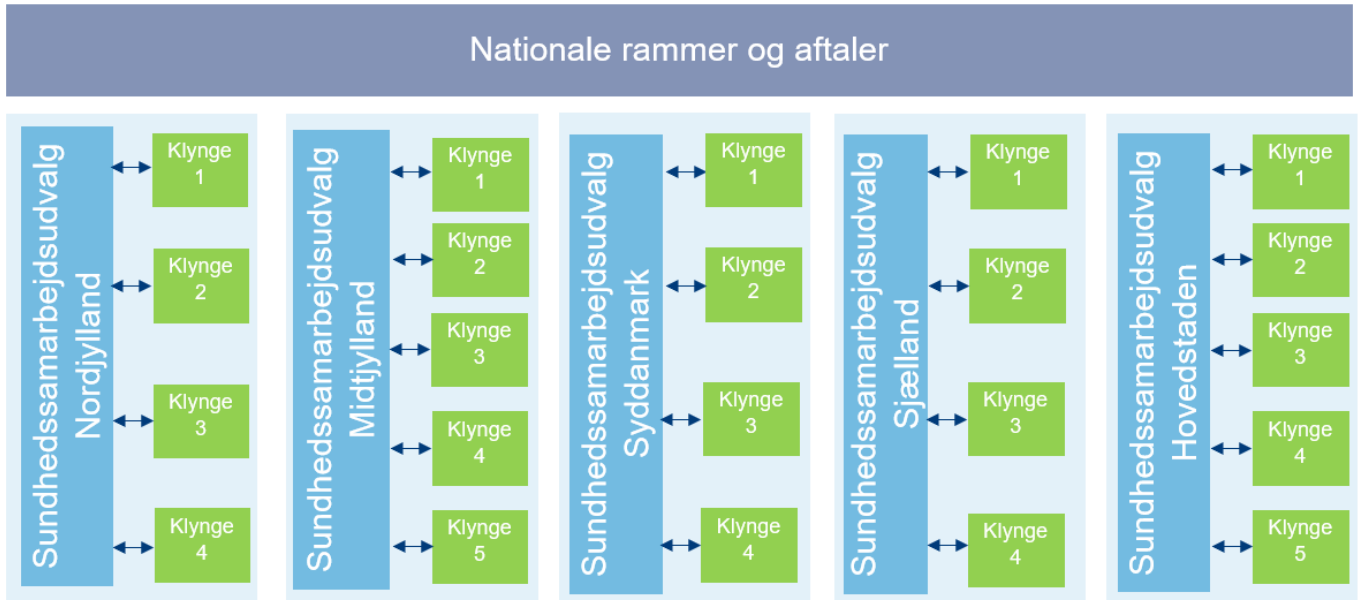 Nationale rammer og aftaler
Sundhedssamarbejdsudvalg
Nordjylland
Klynge
1
Klynge
2
Klynge
3
Klynge
4
Sundhedssamarbejdsudvalg
Midtjylland
Klynge
1
Klynge
2
Klynge
3
Klynge
4
Klynge
5
Sundhedssamarbejdsudvalg
Syddanmark
Klynge
1
Klynge
2
Klynge
3
Klynge
4
Sundhedssamarbejdsudvalg
Sjælland
Klynge
1
Klynge
2
Klynge
3
Klynge
4
Sundhedssamarbejdsudvalg
Hovedstaden
Klynge
1
Klynge
2
Klynge
3
Klynge
4
Klynge
5